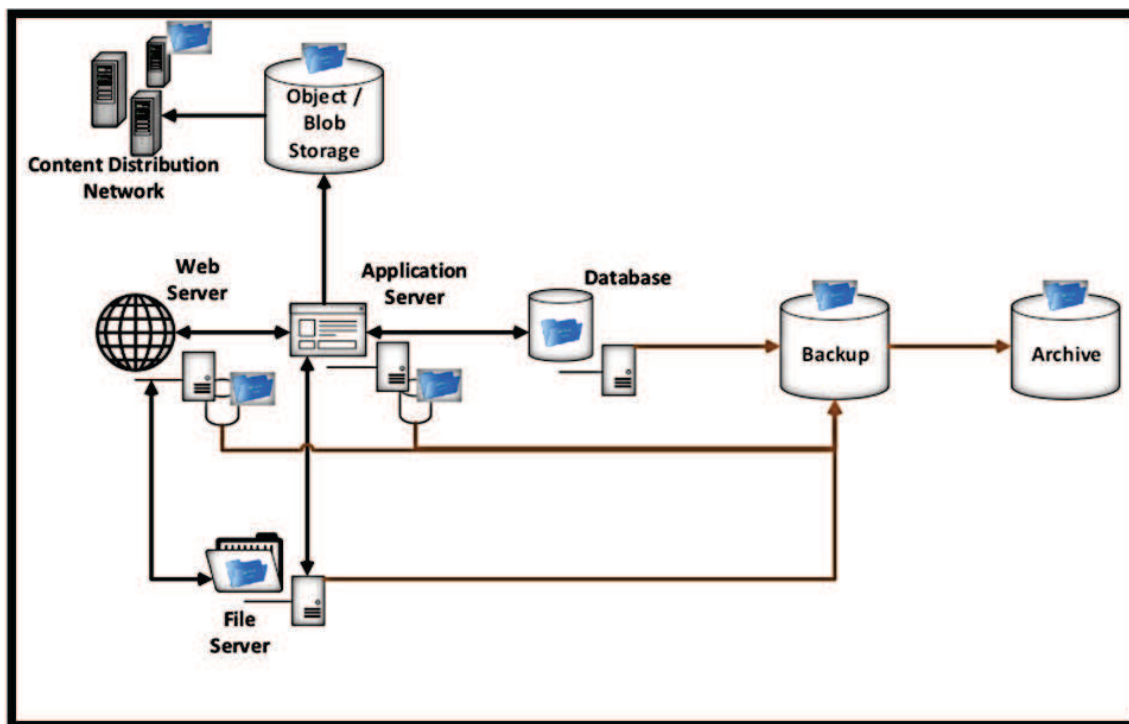 Object /
Blob
Storage
Content Distribution
Network
Web
Server
Application
Server
Database
Backup
Archive
File
Server